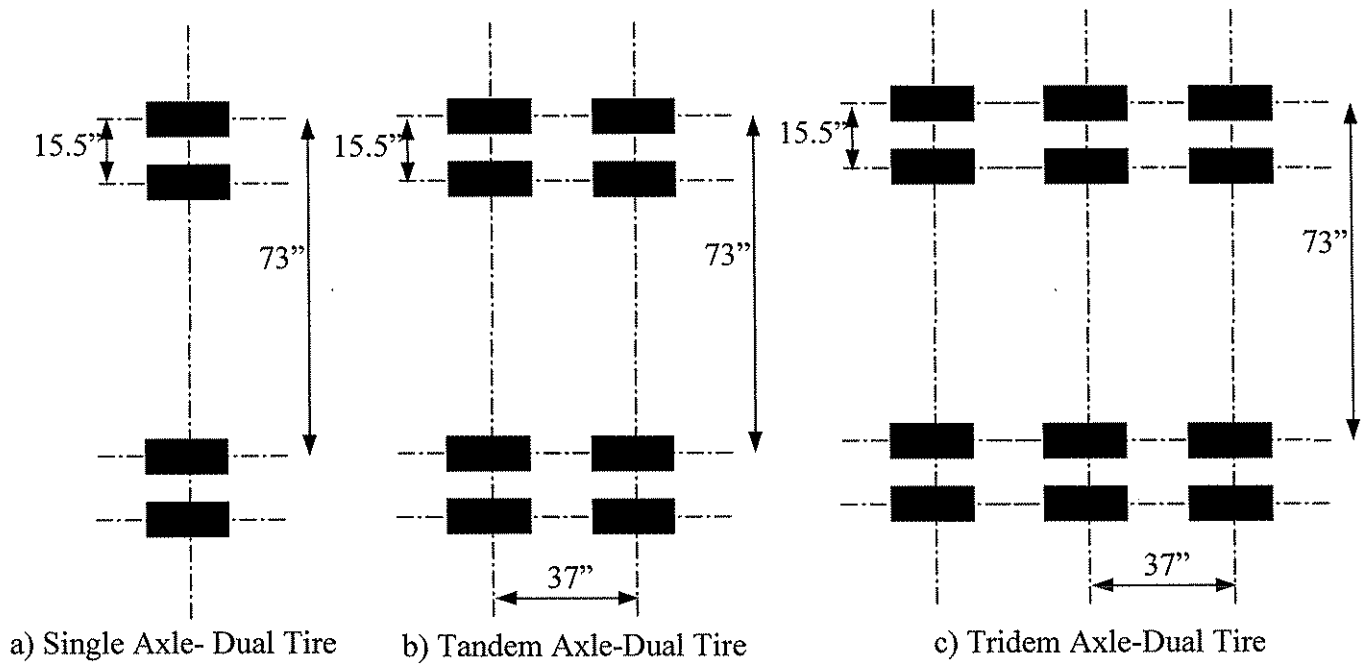 15.5”
73”
15.5”
73”
37”
15.5”
73”
37”
a) Single Axle- Dual Tire
b) Tandem Axle-Dual Tire
c) Tridem Axle-Dual Tire